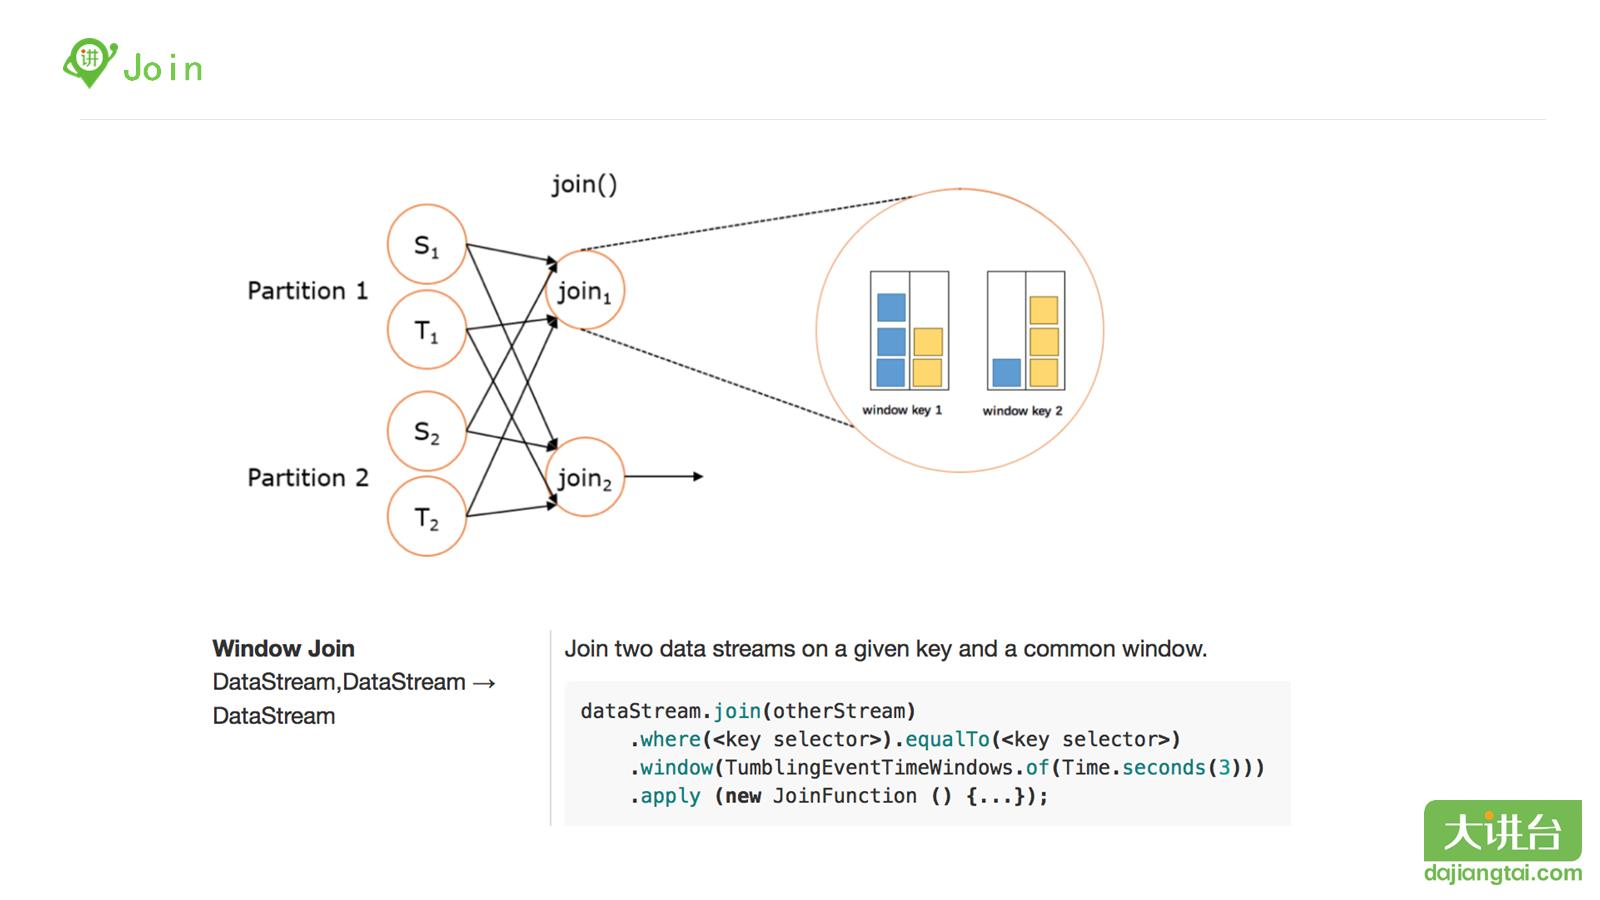 讲
Join
join()
S1
Partition 1
join1
T1
window key 1
window key 2
S2
Partition 2
join2
T2
Window Join
DataStream,DataStream →
DataStream
Join two data streams on a given key and a common window.
dataStream.join(otherStream)
.where(<key selector>).equalTo(<key selector>)
.window(TumblingEventTimeWindows.of(Time.seconds(3)))
.apply (new JoinFunction () {...});
大讲台
dajiangtai.com